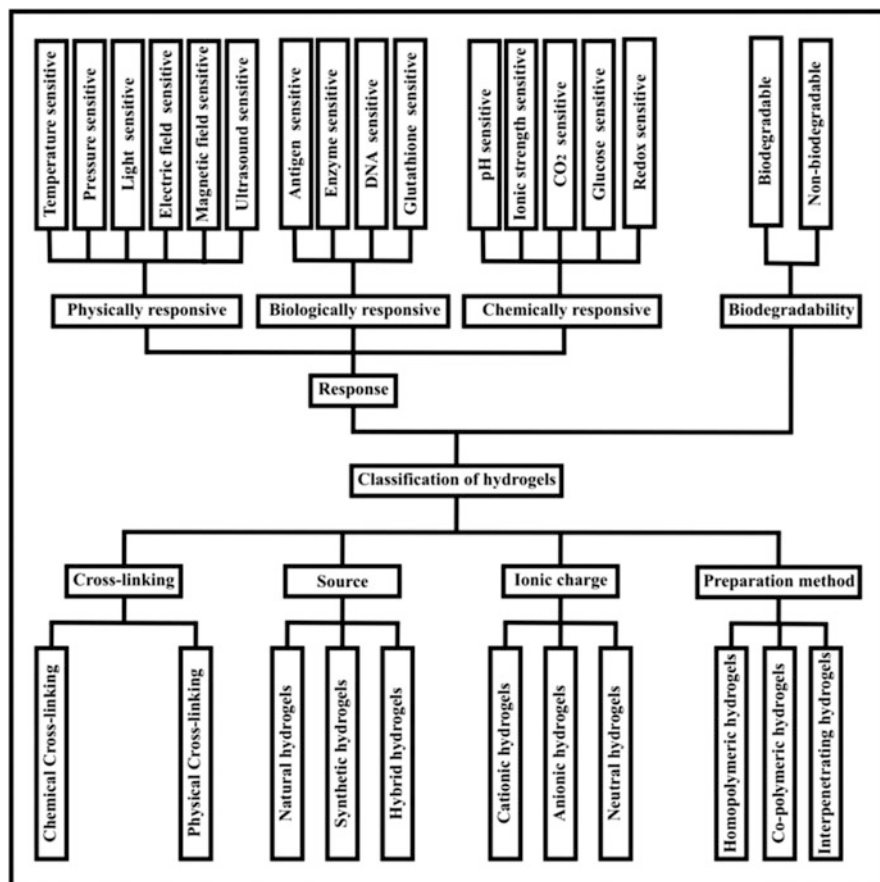 Temperature sensitive
Pressure sensitive
Light sensitive
Electric field sensitive
Magnetic field sensitive
Ultrasound sensitive
Antigen sensitive
Enzyme sensitive
DNA sensitive
Glutathione sensitive
pH sensitive
Ionic strength sensitive
CO2 sensitive
Glucose sensitive
Redox sensitive
Biodegradable
Non-biodegradable
Physically responsive
Biologically responsive
Chemically responsive
Biodegradability
Response
Classification of hydrogels
Cross-linking
Source
Ionic charge
Preparation method
Chemical Cross-linking
Physical Cross-linking
Natural hydrogels
Synthetic hydrogels
Hybrid hydrogels
Cationic hydrogels
Anionic hydrogels
Neutral hydrogels
Homopolymeric hydrogels
Co-polymeric hydrogels
Interpenetrating hydrogels